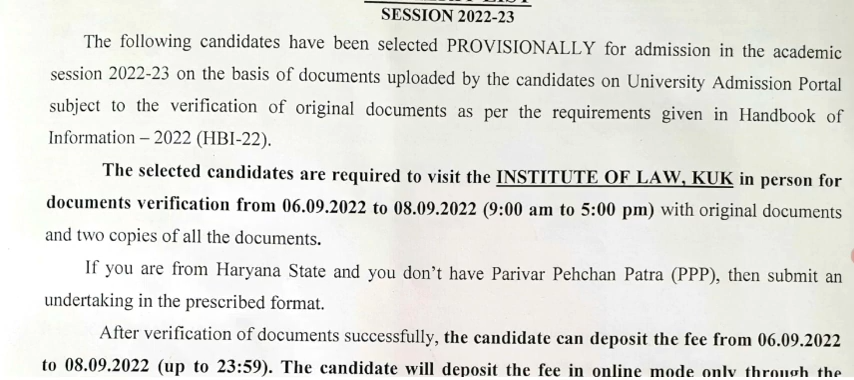 SESSION 2022-23
The following candidates have been selected PROVISIONALLY for admission in the academic
session 2022-23 on the basis of documents uploaded by the candidates on University Admission Portal
subject to the verification of original documents as per the requirements given in Handbook of
Information – 2022 (HBI-22).
The selected candidates are required to visit the INSTITUTE OF LAW, KUK in person for
documents verification from 06.09.2022 to 08.09.2022 (9:00 am to 5:00 pm) with original documents
and two copies of all the documents.
If you are from Haryana State and you don't have Parivar Pehchan Patra (PPP), then submit an
undertaking in the prescribed format.
After verification of documents successfully, the candidate can deposit the fee from 06.09.2022
to 08.09.2022 (up to 23:59). The candidate will deposit the fee in online mode only through the